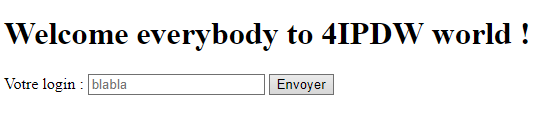 Welcome everybody to 4IPDW world !
Votre login : blabla Envoyer